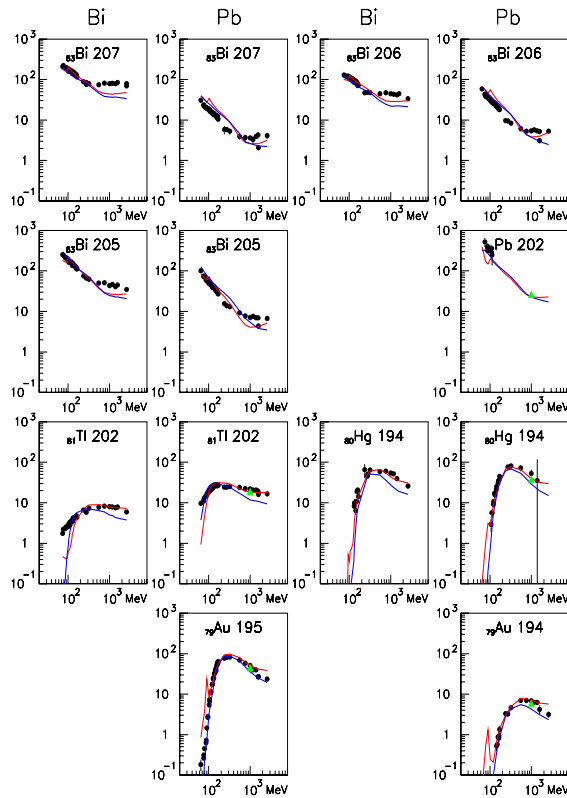 Bi Pb Bi Pb
₈₃Bi 207 ₈₃Bi 207 ₈₃Bi 206 ₈₃Bi 206
10³ 10³ 10³ 10³
10² 10² 10² 10²
10 10 10 10
1 1 1 1
10⁻¹ 10⁻¹ 10⁻¹ 10⁻¹
10² 10³ MeV 10² 10³ MeV 10² 10³ MeV 10² 10³ MeV
₈₃Bi 205 ₈₃Bi 205 Pb 202
10³ 10³ 10³
10² 10² 10²
10 10 10
1 1 1
10⁻¹ 10⁻¹ 10⁻¹
10² 10³ MeV 10² 10³ MeV 10² 10³ MeV
₈₁Tl 202 ₈₁Tl 202 ₈₀Hg 194 ₈₀Hg 194
10³ 10³ 10³ 10³
10² 10² 10² 10²
10 10 10 10
1 1 1 1
10⁻¹ 10⁻¹ 10⁻¹ 10⁻¹
10² 10³ MeV 10² 10³ MeV 10² 10³ MeV 10² 10³ MeV
₇₉Au 195 ₇₉Au 194
10³ 10³
10² 10²
10 10
1 1
10⁻¹ 10⁻¹
10² 10³ MeV 10² 10³ MeV